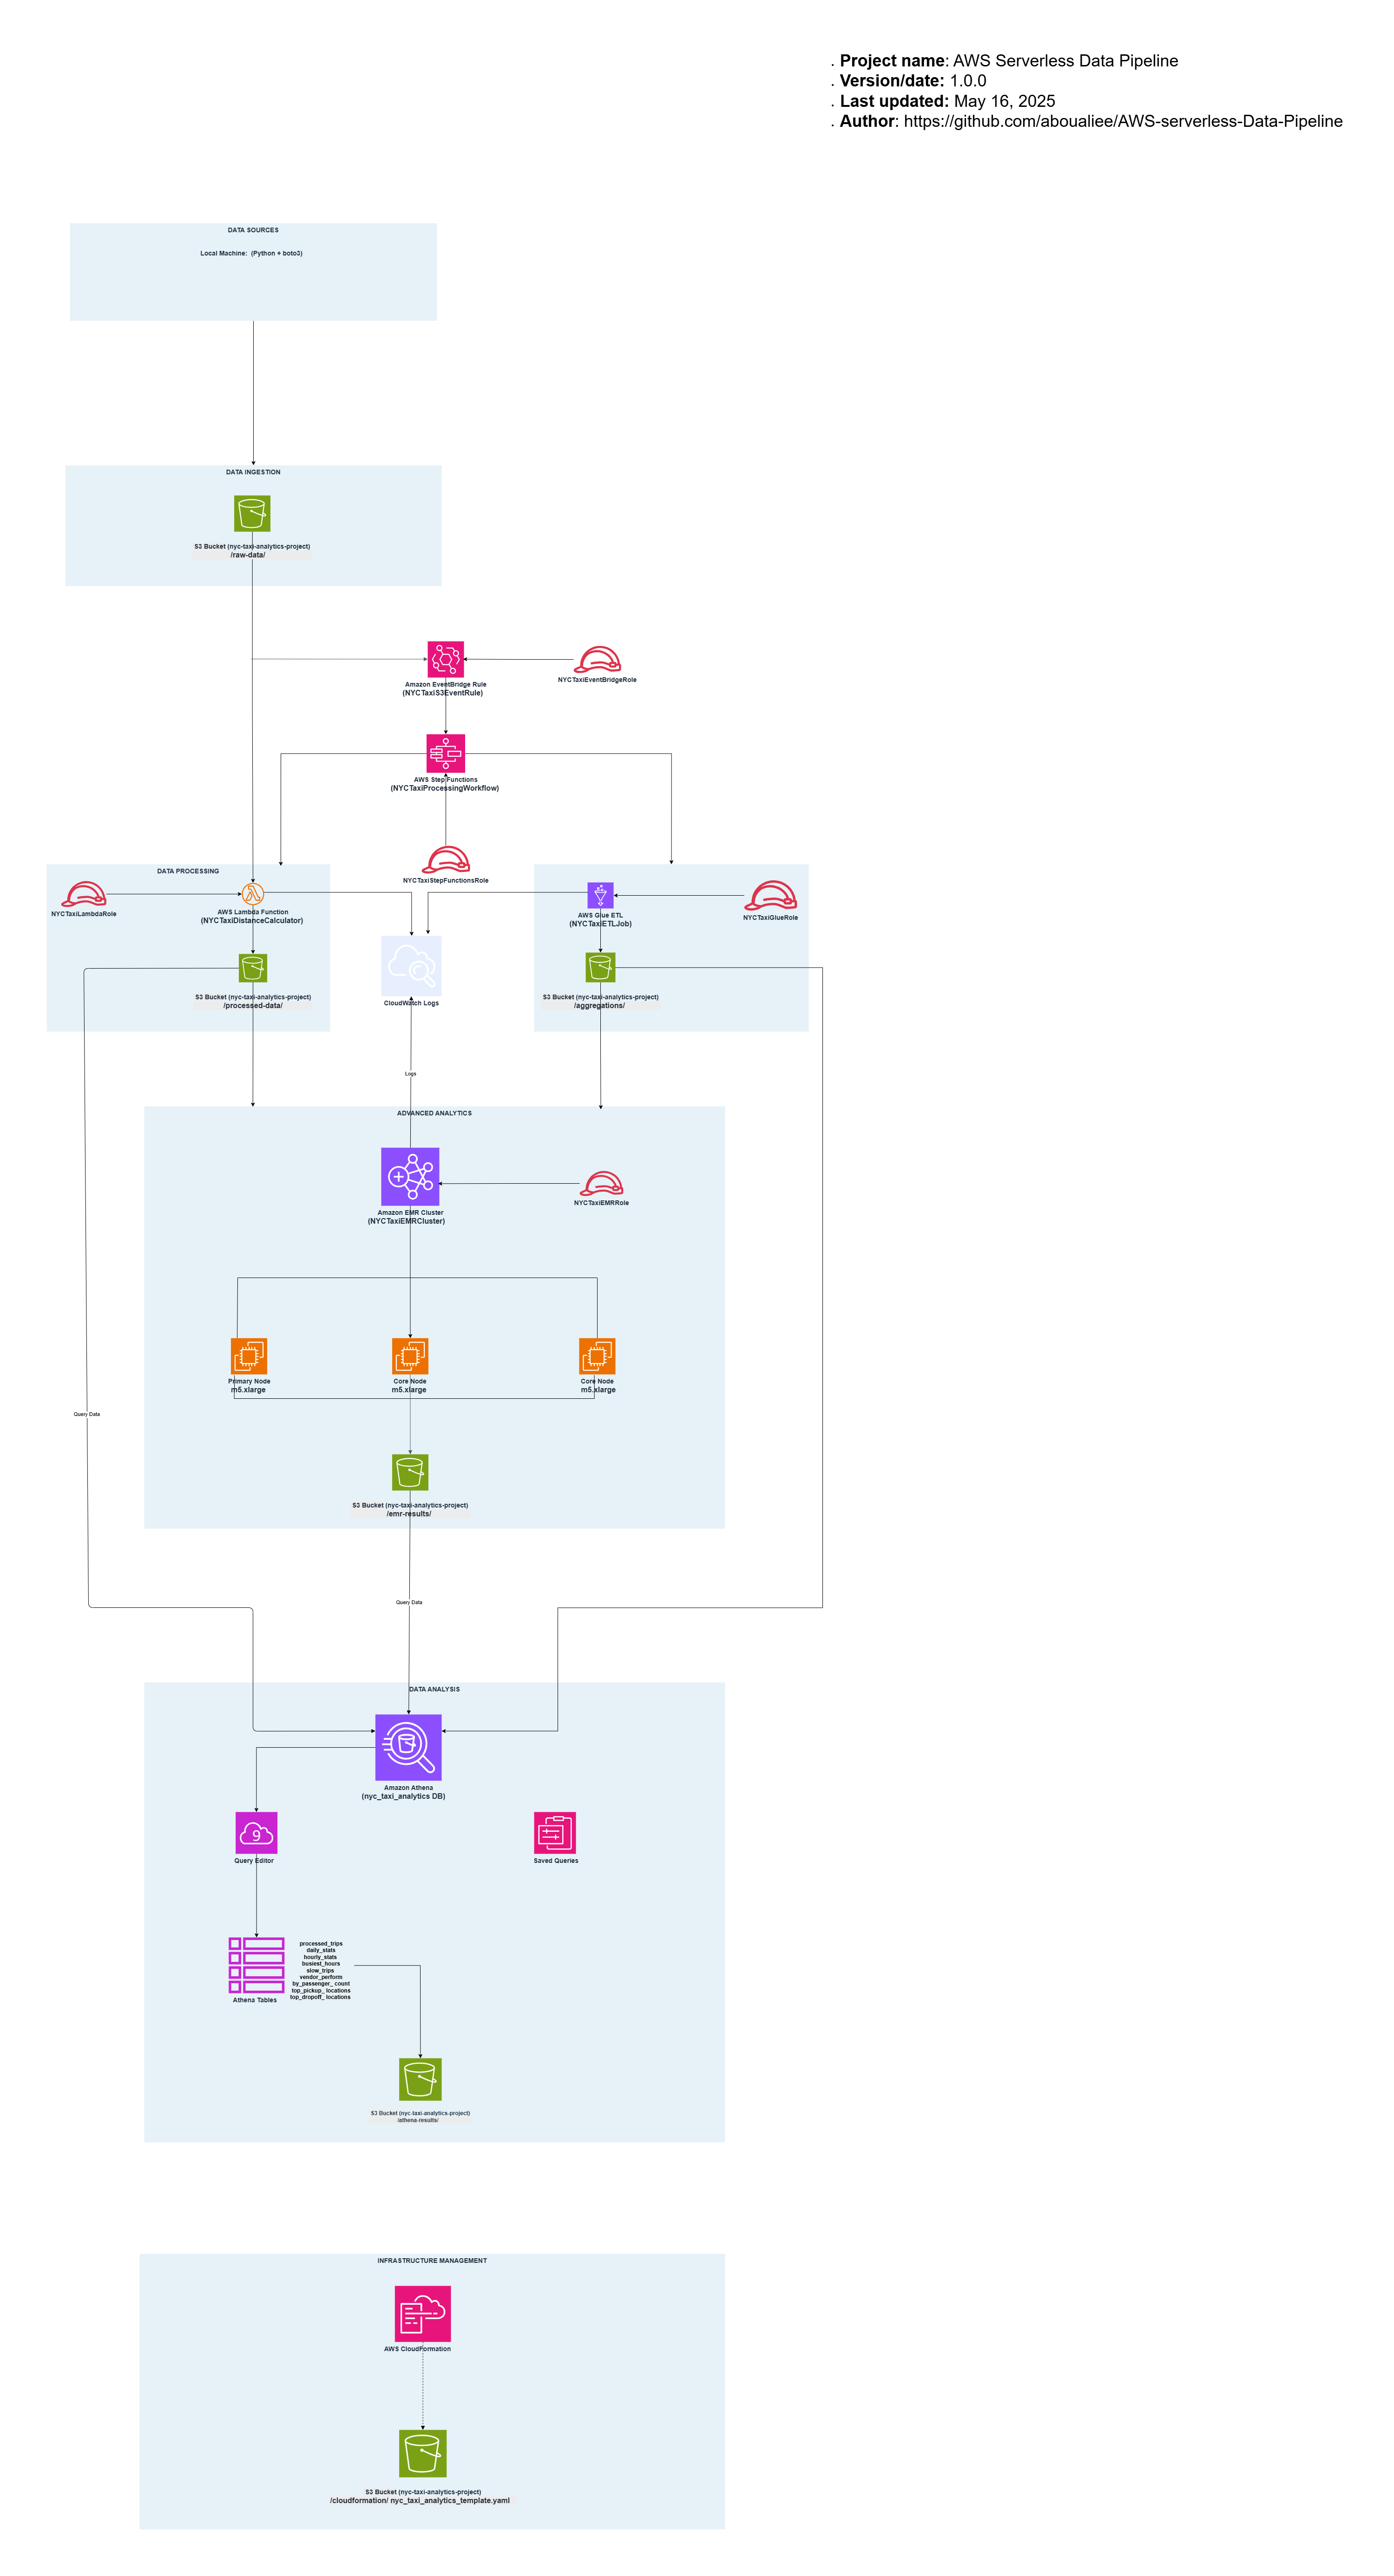 Project name: AWS Serverless Data Pipeline
Version/date: 1.0.0
Last updated: May 16, 2025
Author: https://github.com/aboualiee/AWS-serverless-Data-Pipeline
DATA SOURCES
Local Machine: (Python + boto3)
DATA INGESTION
S3 Bucket (nyc-taxi-analytics-project)
/raw-data/
Amazon EventBridge Rule
(NYCTaxiS3EventRule)
NYCTaxiEventBridgeRole
AWS Step Functions
(NYCTaxiProcessingWorkflow)
NYCTaxiStepFunctionsRole
DATA PROCESSING
NYCTaxiLambdaRole
AWS Lambda Function
(NYCTaxiDistanceCalculator)
S3 Bucket (nyc-taxi-analytics-project)
/processed-data/
CloudWatch Logs
AWS Glue ETL
(NYCTaxiETLJob)
NYCTaxiGlueRole
S3 Bucket (nyc-taxi-analytics-project)
/aggregations/
Logs
ADVANCED ANALYTICS
Amazon EMR Cluster
(NYCTaxiEMRCluster)
NYCTaxiEMRRole
Primary Node
m5.xlarge
Core Node
m5.xlarge
Core Node
m5.xlarge
Query Data
S3 Bucket (nyc-taxi-analytics-project)
/emr-results/
Query Data
DATA ANALYSIS
Amazon Athena
(nyc_taxi_analytics DB)
9
Query Editor
Saved Queries
processed_trips
daily_stats
hourly_stats
busiest_hours
slow_trips
vendor_perform
by_passenger_ count
top_pickup_ locations
top_dropoff_ locations
Athena Tables
S3 Bucket (nyc-taxi-analytics-project)
/athena-results/
INFRASTRUCTURE MANAGEMENT
AWS CloudFormation
S3 Bucket (nyc-taxi-analytics-project)
/cloudformation/ nyc_taxi_analytics_template.yaml